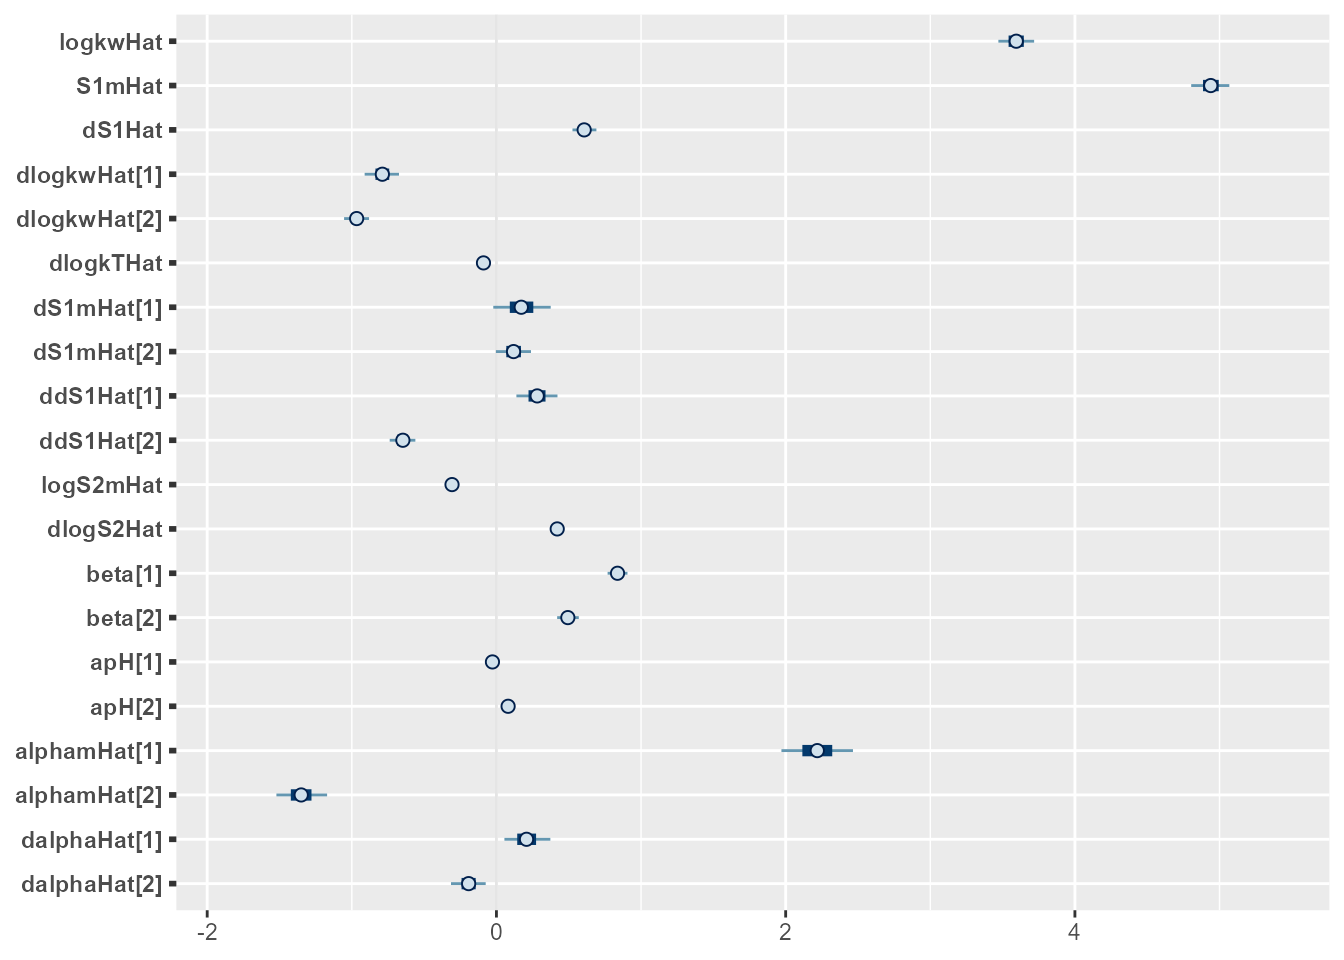 logkwHat
S1mHat
dS1Hat
dlogkwHat[1]
dlogkwHat[2]
dlogkTHat
dS1mHat[1]
dS1mHat[2]
ddS1Hat[1]
ddS1Hat[2]
logS2mHat
dlogS2Hat
beta[1]
beta[2]
apH[1]
apH[2]
alphamHat[1]
alphamHat[2]
dalphaHat[1]
dalphaHat[2]
-2 0 2 4